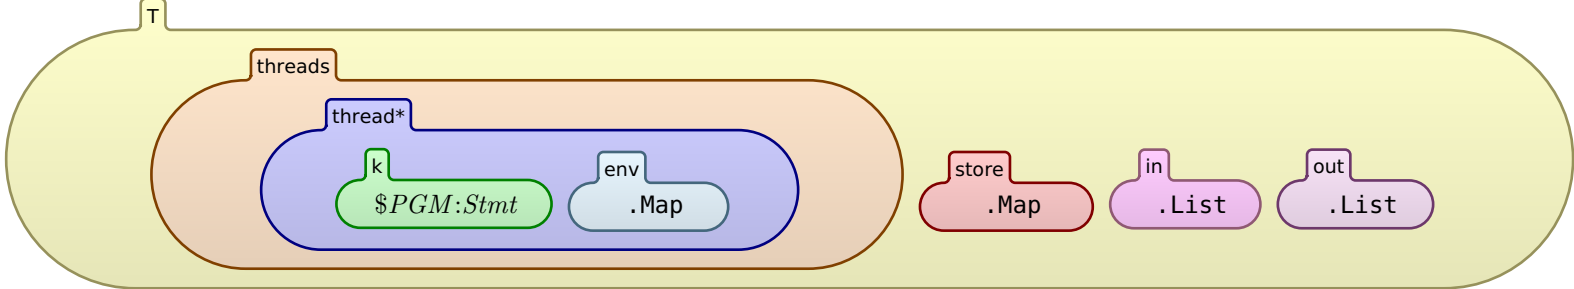 T
threads
thread*
k
$PGM:Stmt
env
.Map
store
.Map
in
.List
out
.List